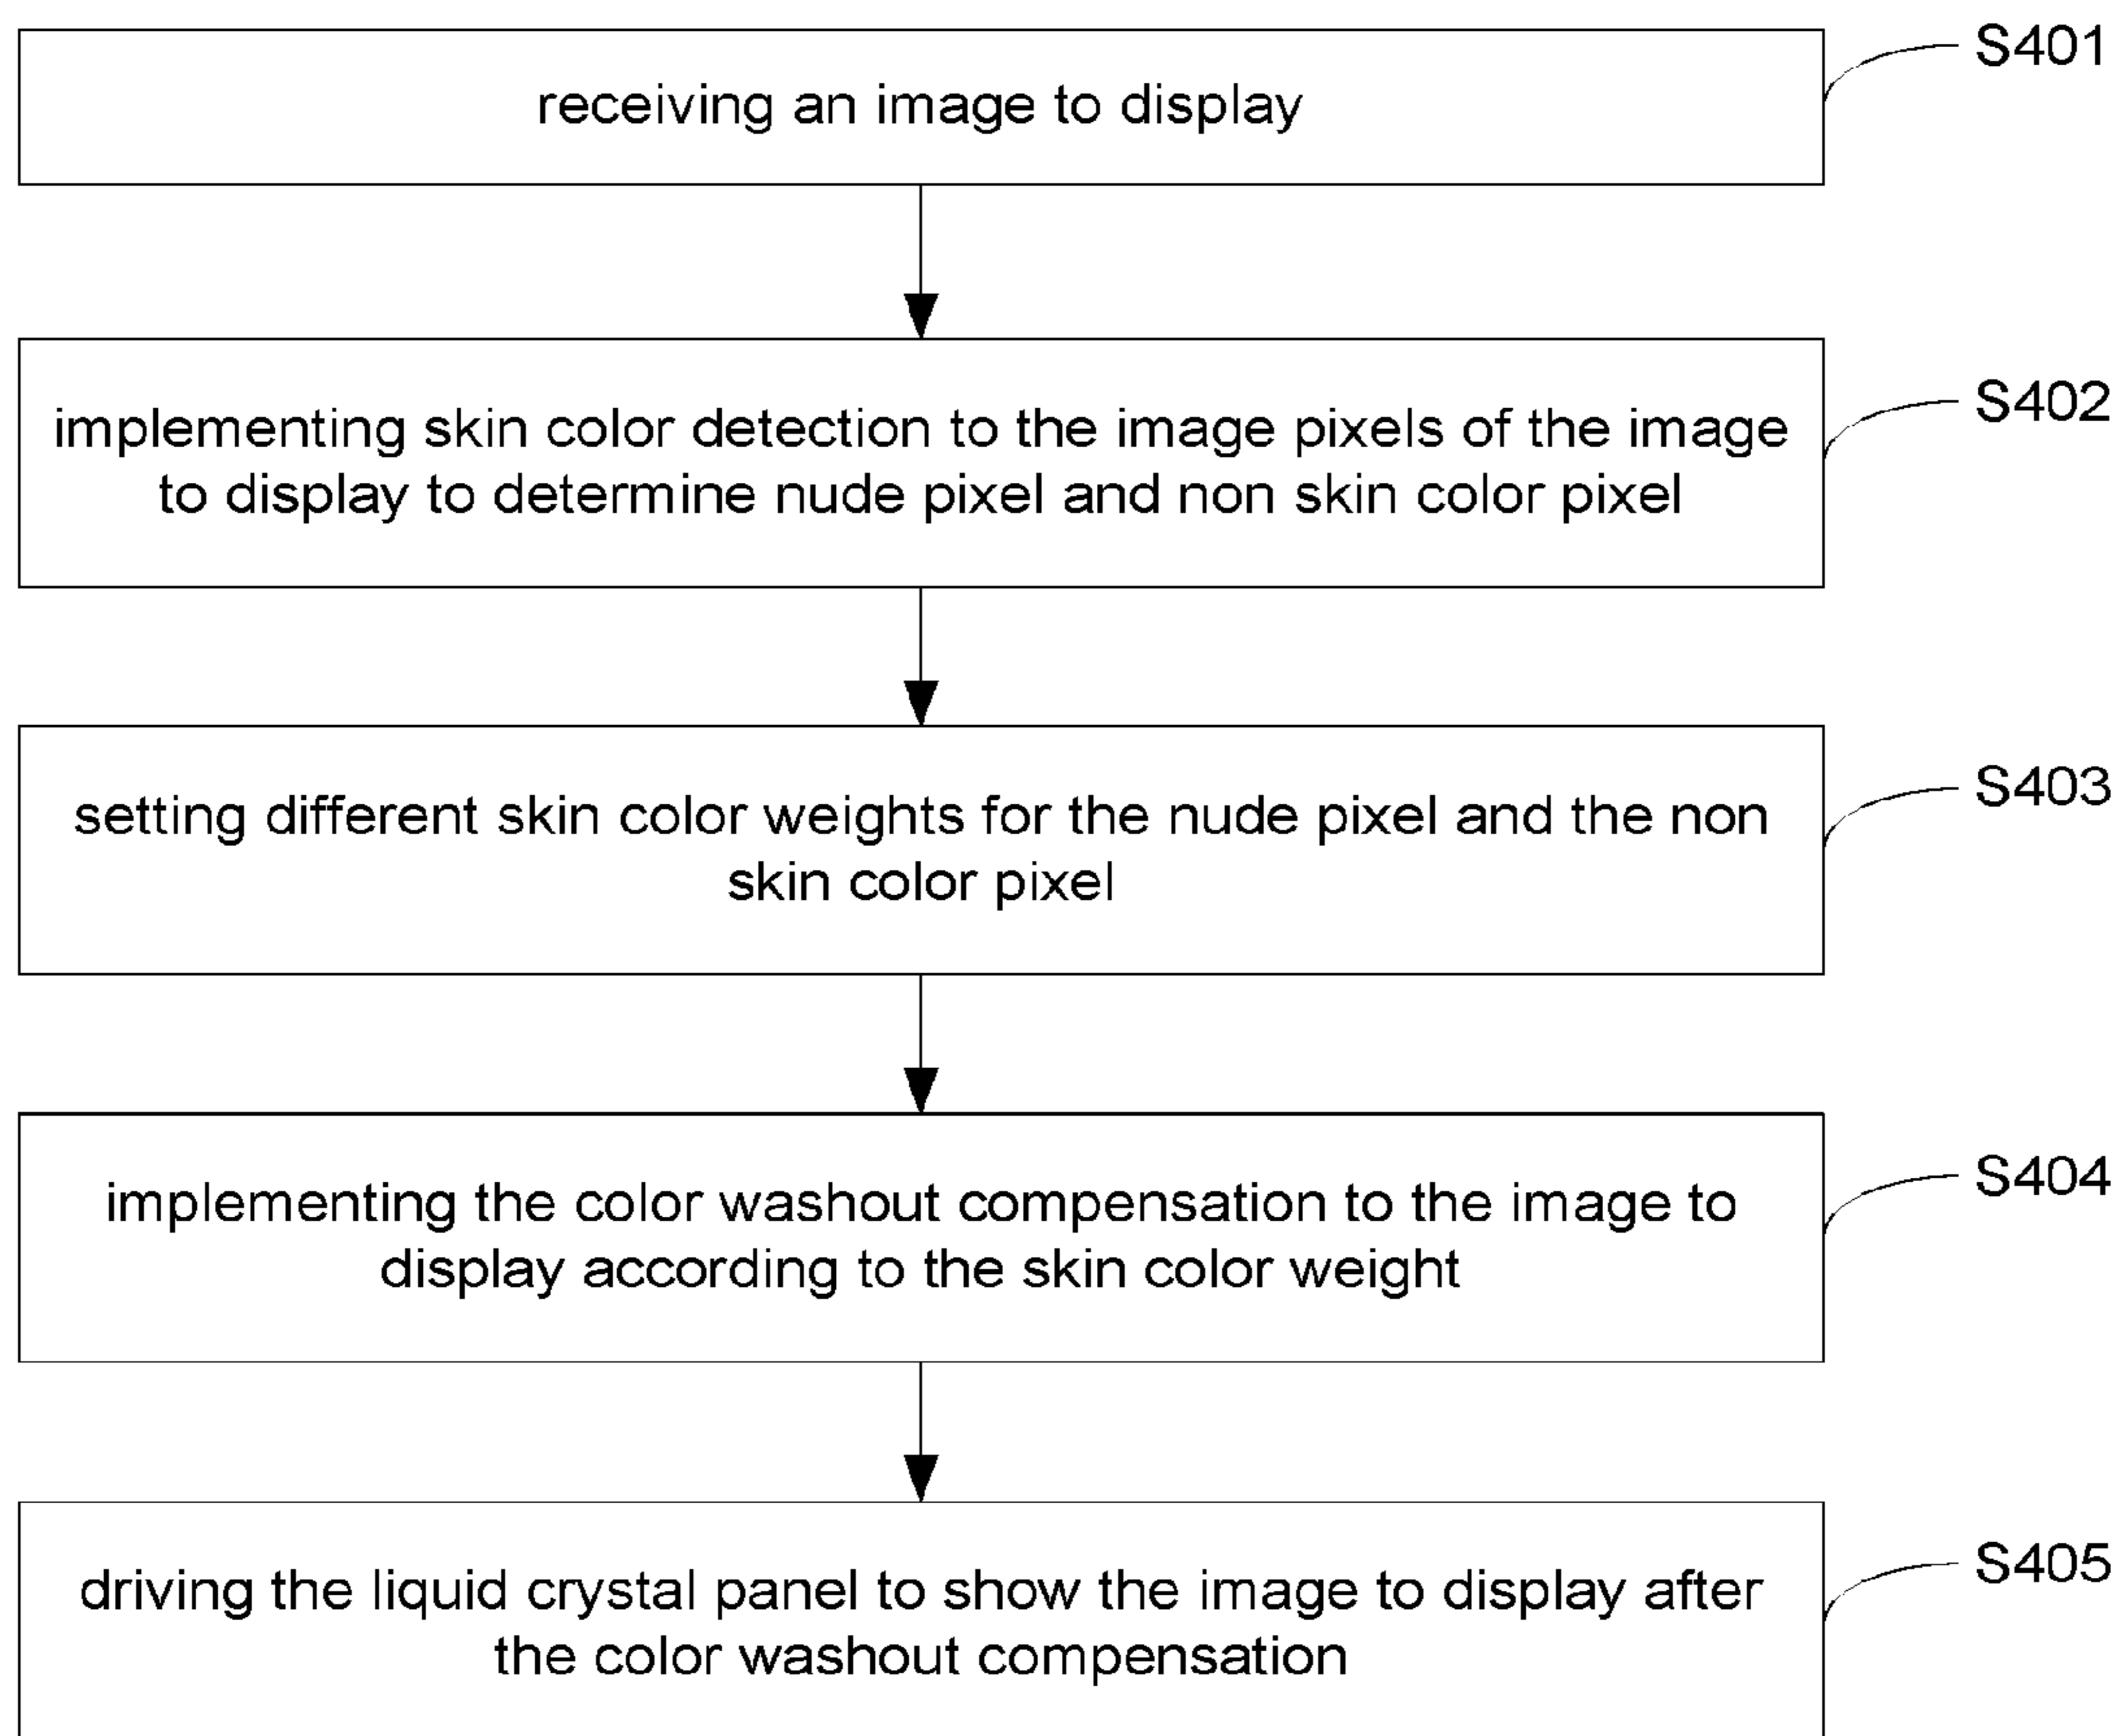 receiving an image to display
S401
implementing skin color detection to the image pixels of the image
to display to determine nude pixel and non skin color pixel
S402
setting different skin color weights for the nude pixel and the non
skin color pixel
S403
implementing the color washout compensation to the image to
display according to the skin color weight
S404
driving the liquid crystal panel to show the image to display after
the color washout compensation
S405